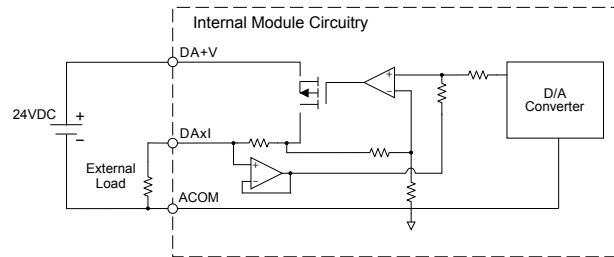 Internal Module Circuitry
DA+V
24VDC
+
–
+
–
D/A
Converter
DAxI
External
Load
+
–
ACOM